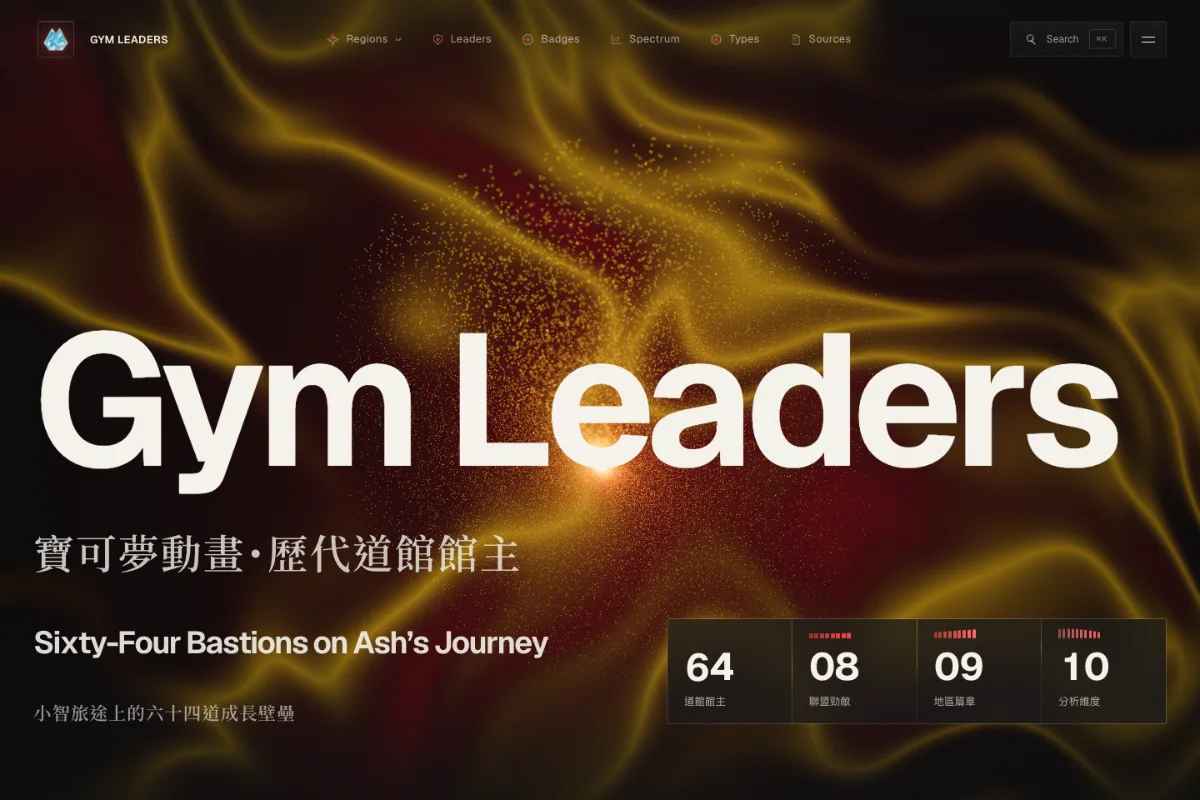 GYM LEADERS
Regions
Leaders
Badges
Spectrum
Types
Sources
Search
⌘K
Gym Leaders
寶可夢動畫·歷代道館館主
Sixty-Four Bastions on Ash’s Journey
小智旅途上的六十四道成長壁壘
64
道館館主
08
聯盟勁敵
09
地區篇章
10
分析維度